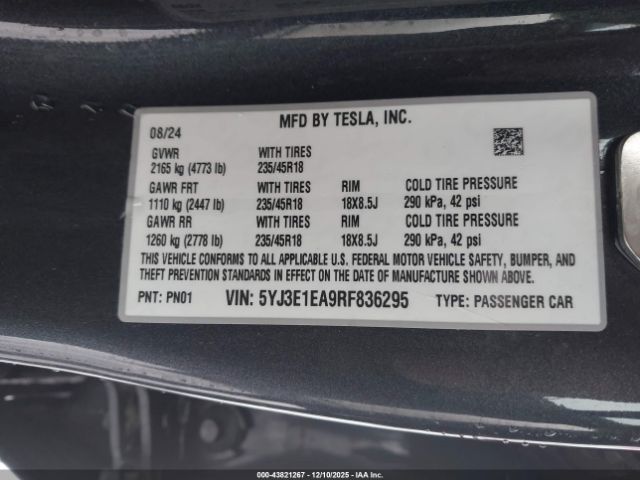 MFD BY TESLA, INC.
08/24
GVWR WITH TIRES
2165 kg (4773 lb) 235/45R18
GAWR FRT WITH TIRES RIM COLD TIRE PRESSURE
1110 kg (2447 lb) 235/45R18 18X8.5J 290 kPa, 42 psi
GAWR RR WITH TIRES RIM COLD TIRE PRESSURE
1260 kg (2778 lb) 235/45R18 18X8.5J 290 kPa, 42 psi
THIS VEHICLE CONFORMS TO ALL APPLICABLE U.S. FEDERAL MOTOR VEHICLE SAFETY, BUMPER, AND
THEFT PREVENTION STANDARDS IN EFFECT ON THE DATE OF MANUFACTURE SHOWN ABOVE.
PNT: PN01 VIN: 5YJ3E1EA9RF836295 TYPE: PASSENGER CAR
000-43821267 - 12/10/2025 - IAA, INC.